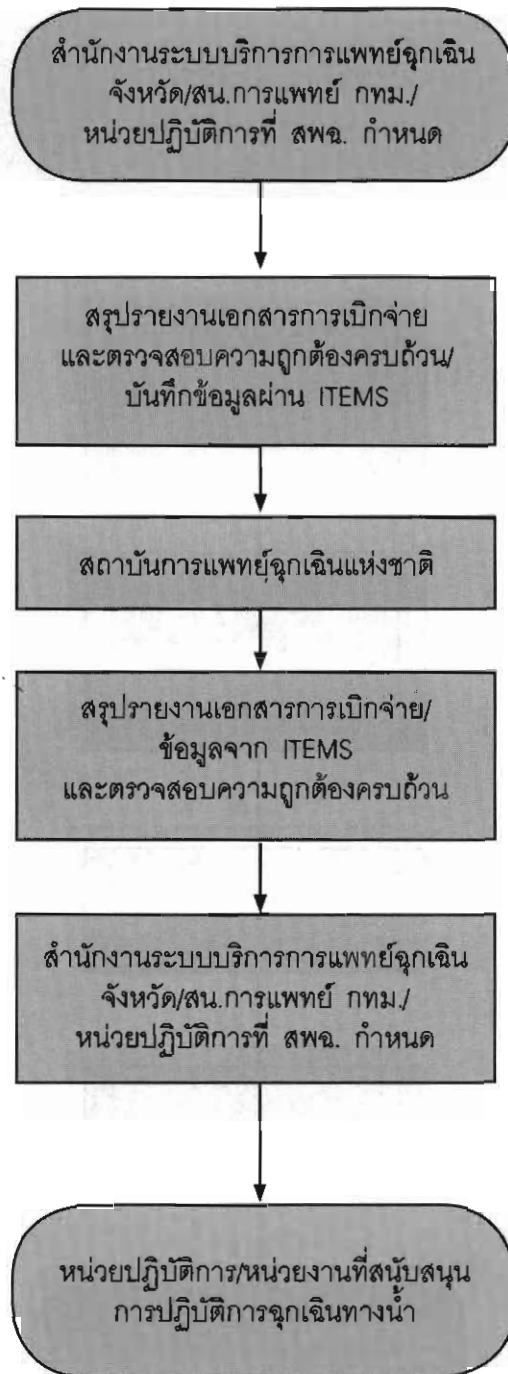 สำนักงานระบบบริการการแพทย์ฉุกเฉิน
จังหวัด/สน.การแพทย์ กทม./
หน่วยปฏิบัติการที่ สพฉ. กำหนด
สรุปรายงานเอกสารการเบิกจ่าย
และตรวจสอบความถูกต้องครบถ้วน/
บันทึกข้อมูลผ่าน ITEMS
สถาบันการแพทย์ฉุกเฉินแห่งชาติ
สรุปรายงานเอกสารการเบิกจ่าย/
ข้อมูลจาก ITEMS
และตรวจสอบความถูกต้องครบถ้วน
สำนักงานระบบบริการการแพทย์ฉุกเฉิน
จังหวัด/สน.การแพทย์ กทม./
หน่วยปฏิบัติการที่ สพฉ. กำหนด
หน่วยปฏิบัติการ/หน่วยงานที่สนับสนุน
การปฏิบัติการฉุกเฉินทางน้ำ